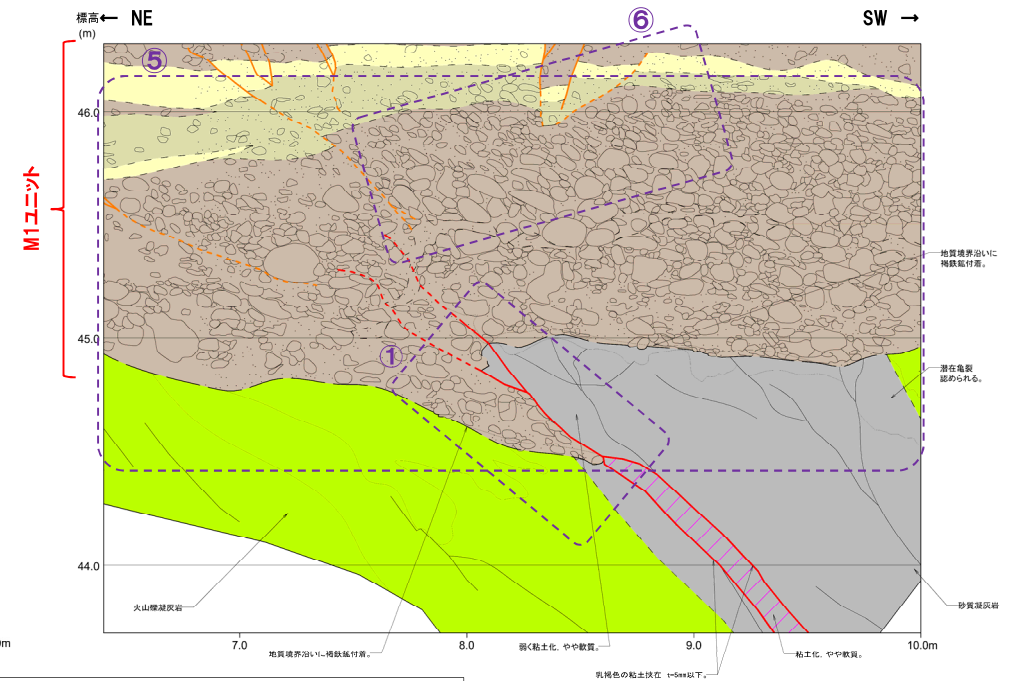 標高← NE
(m)
⑥
SW →
⑤
46.0
M1ユニット
地質境界沿いに
褐鉄鉱付着。
45.0
①
潜在亀裂
認められる。
44.0
火山礫凝灰岩
砂質凝灰岩
0m
7.0
8.0
9.0
10.0m
地質境界沿いに褐鉄鉱付着。
弱く粘土化, やや軟質。
粘土化, やや軟質。
乳褐色の粘土挟在 t=5mm以下。